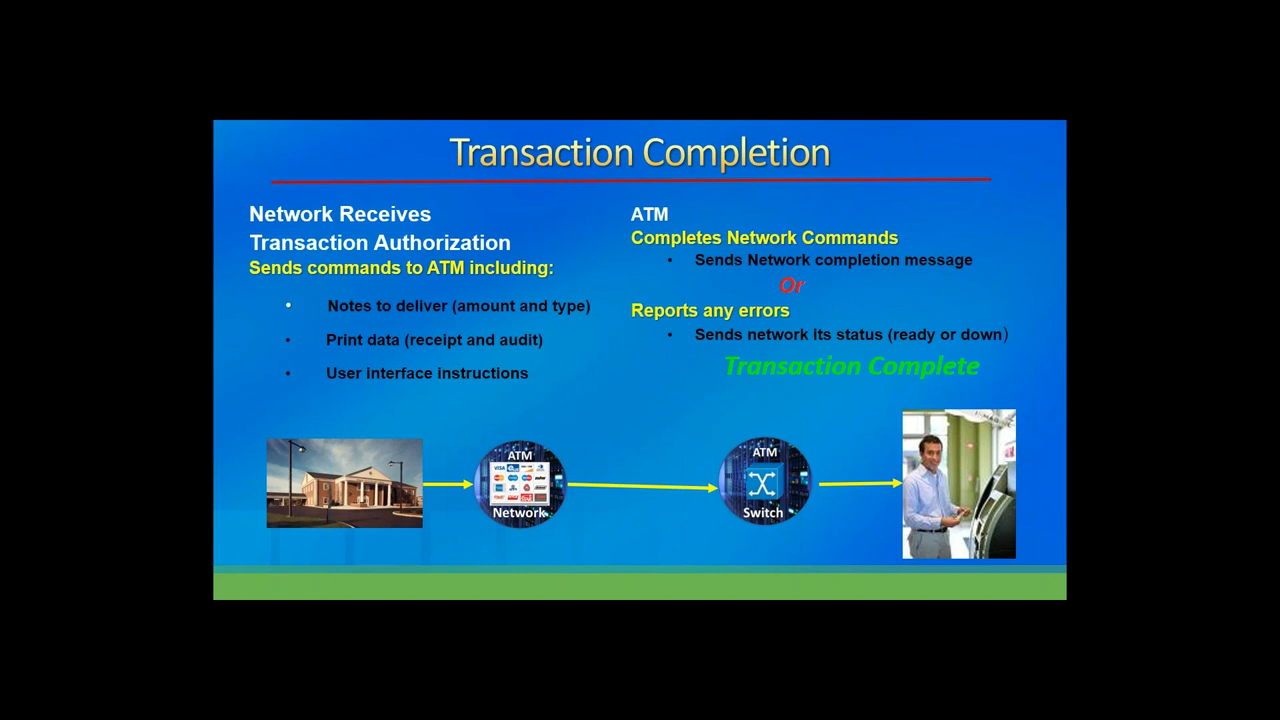 Transaction Completion
Network Receives
Transaction Authorization
Sends commands to ATM including:
• Notes to deliver (amount and type)
• Print data (receipt and audit)
• User interface instructions
ATM
Completes Network Commands
• Sends Network completion message
Or
Reports any errors
• Sends network its status (ready or down)
Transaction Complete
ATM
VISA
Network
ATM
Switch